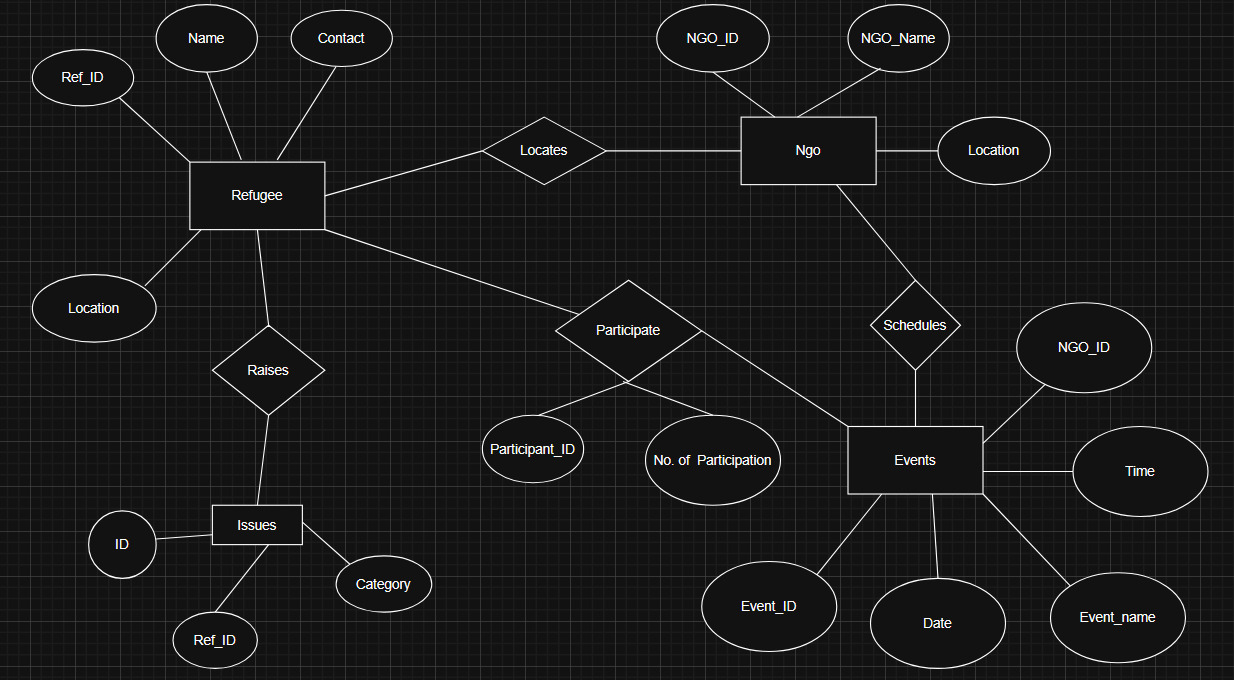 Name
Contact
NGO_ID
NGO_Name
Ref_ID
Locates
Ngo
Location
Refugee
Location
Participate
Schedules
NGO_ID
Raises
Participant_ID
No. of Participation
Events
Time
Issues
ID
Category
Event_ID
Date
Event_name
Ref_ID